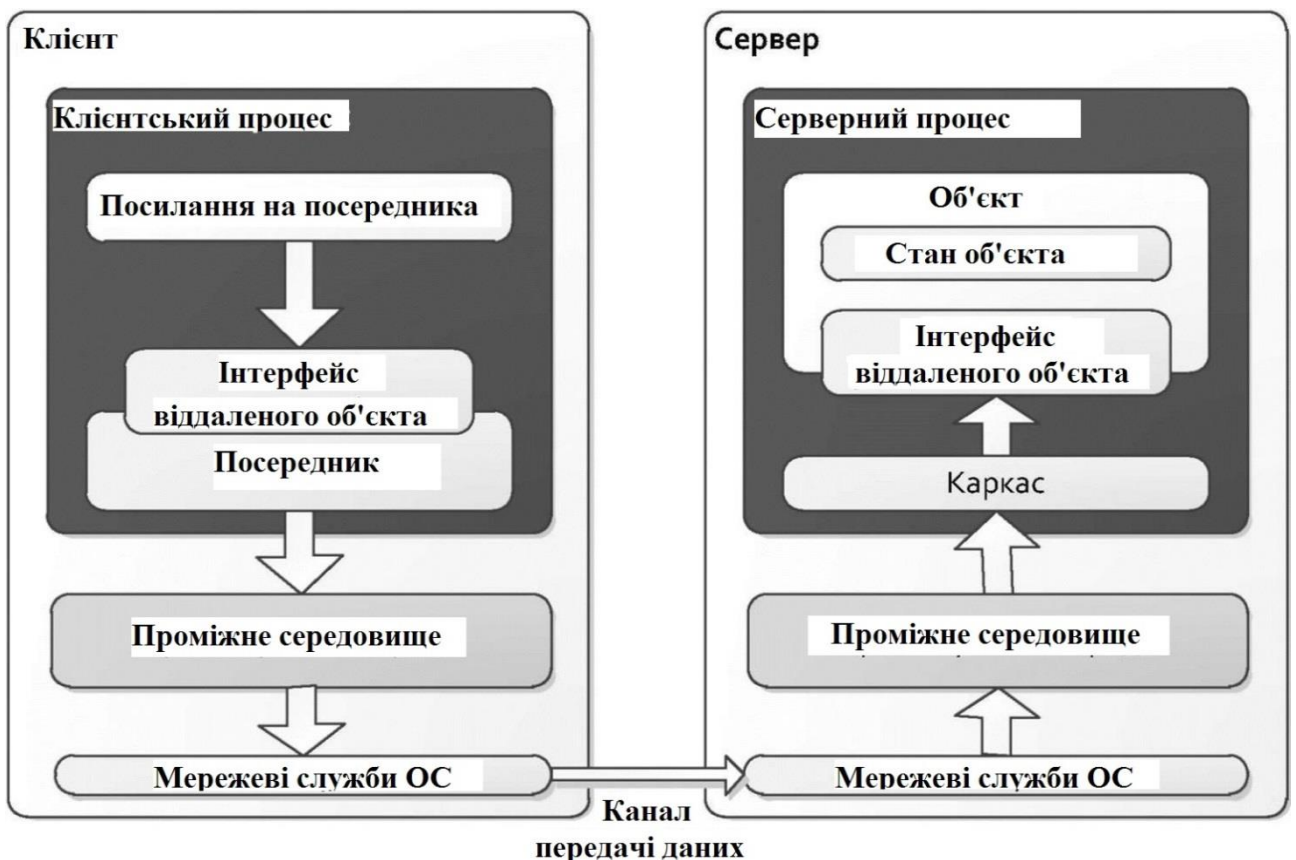 Клієнт
Клієнтський процес
Посилання на посередника
Інтерфейс
віддаленого об'єкта
Посередник
Проміжне середовище
Мережеві служби ОС
Канал
передачі даних
Сервер
Серверний процес
Об'єкт
Стан об'єкта
Інтерфейс
віддаленого об'єкта
Каркас
Проміжне середовище
Мережеві служби ОС